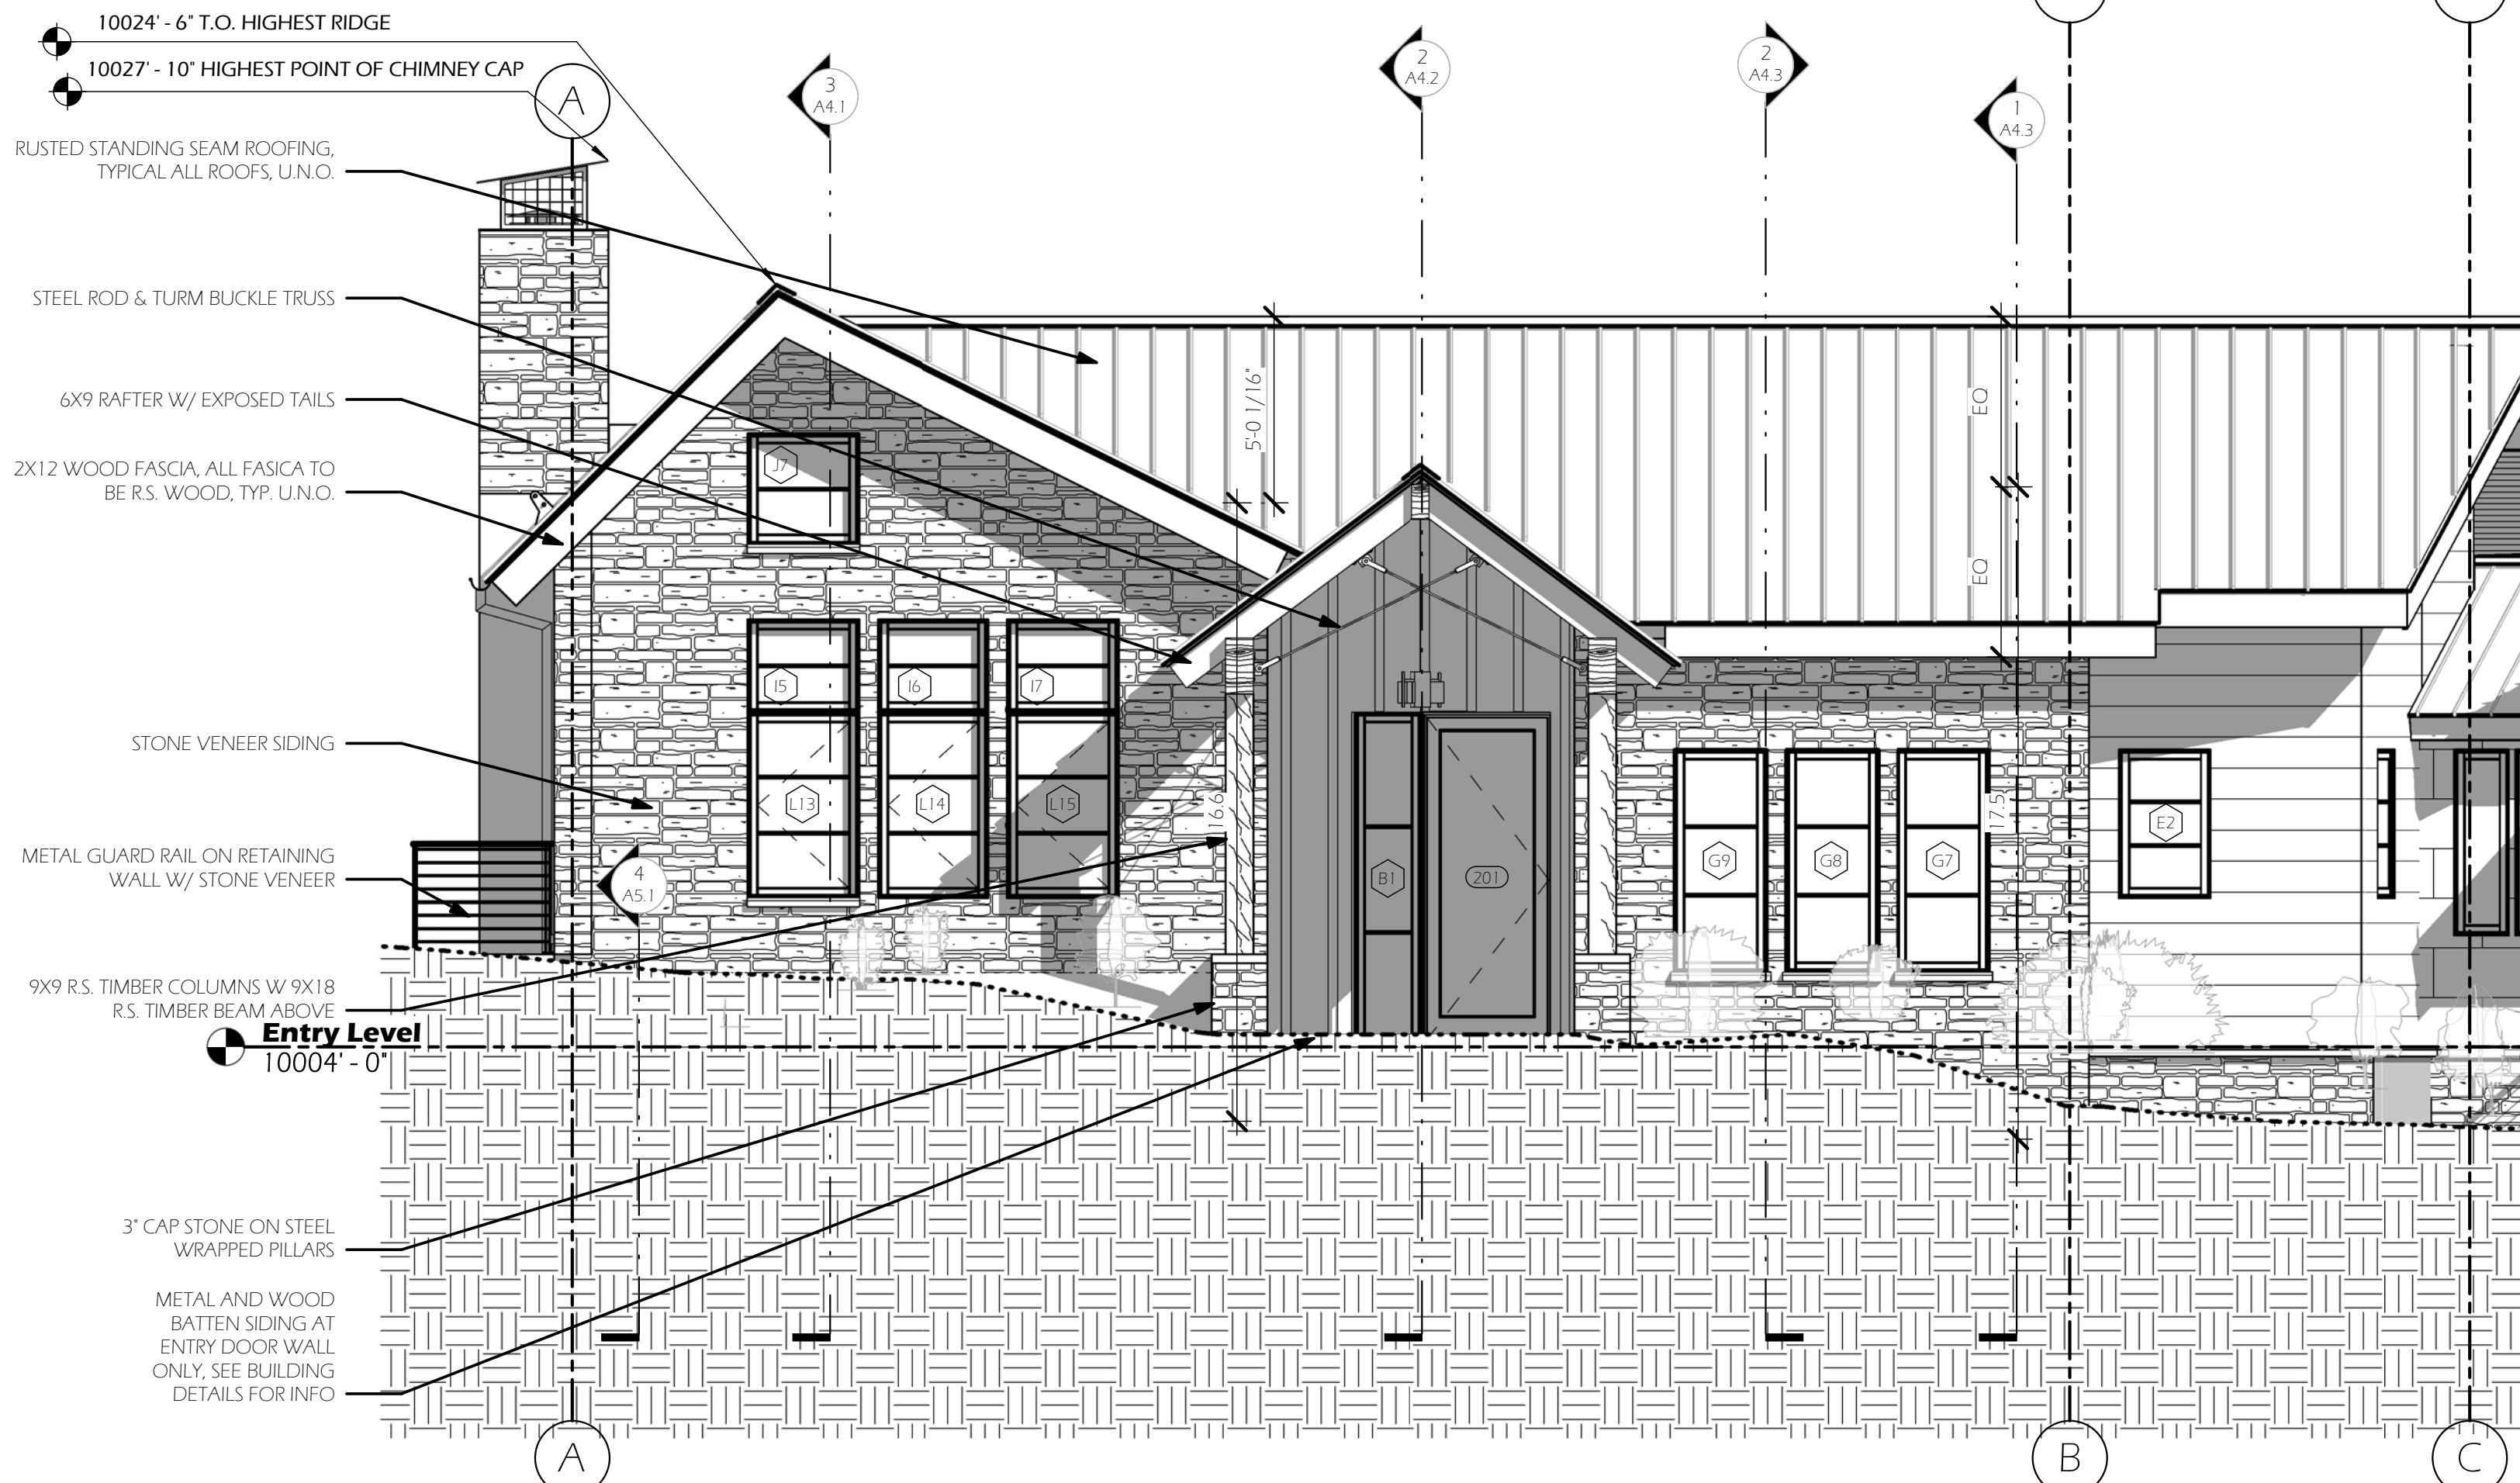 10024' - 6" T.O. HIGHEST RIDGE
10027' - 10" HIGHEST POINT OF CHIMNEY CAP
A
3
A4.1
2
A4.2
2
A4.3
1
A4.3
RUSTED STANDING SEAM ROOFING,
TYPICAL ALL ROOFS, U.N.O.
STEEL ROD & TURM BUCKLE TRUSS
6X9 RAFTER W/ EXPOSED TAILS
2X12 WOOD FASCIA, ALL FASICA TO
BE R.S. WOOD, TYP. U.N.O.
STONE VENEER SIDING
METAL GUARD RAIL ON RETAINING
WALL W/ STONE VENEER
9X9 R.S. TIMBER COLUMNS W 9X18
R.S. TIMBER BEAM ABOVE
Entry Level
10004' - 0"
3" CAP STONE ON STEEL
WRAPPED PILLARS
METAL AND WOOD
BATTEN SIDING AT
ENTRY DOOR WALL
ONLY, SEE BUILDING
DETAILS FOR INFO
5'-0 1/16"
EQ
EQ
J7
I5
I6
I7
L13
L14
L15
16.6
17.5
4
A5.1
B1
201
G9
G8
G7
E2
A
B
C